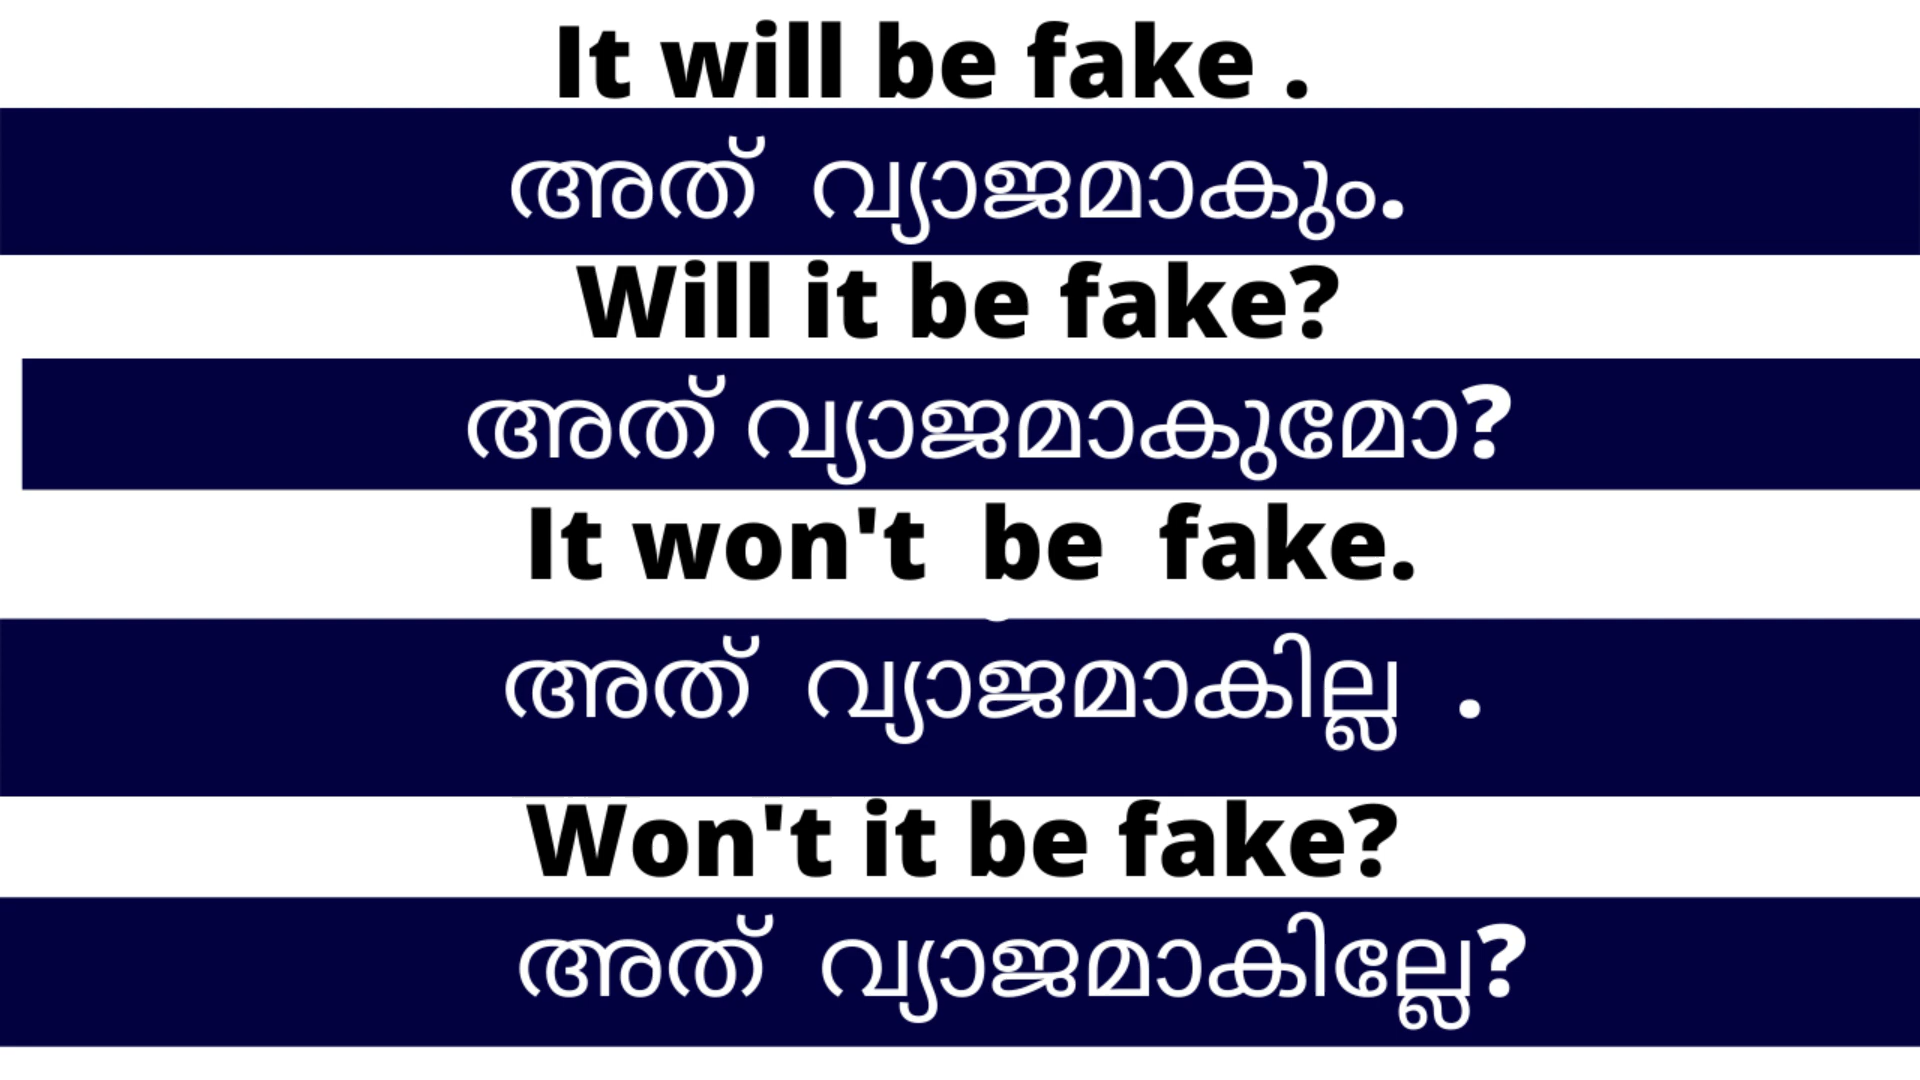 It will be fake .
അത് വ്യാജമാകും.
Will it be fake?
അത് വ്യാജമാകുമോ?
It won't be fake.
അത് വ്യാജമാകില്ല .
Won't it be fake?
അത് വ്യാജമാകില്ലേ?